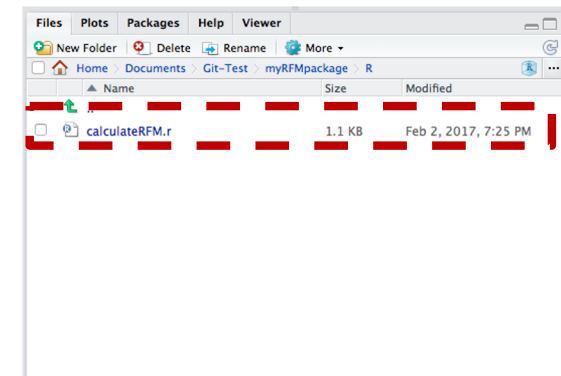 Files Plots Packages Help Viewer
New Folder Delete Rename More
Home Documents Git-Test myRFMpackage R
Name Size Modified
..
calculateRFM.r 1.1 KB Feb 2, 2017, 7:25 PM